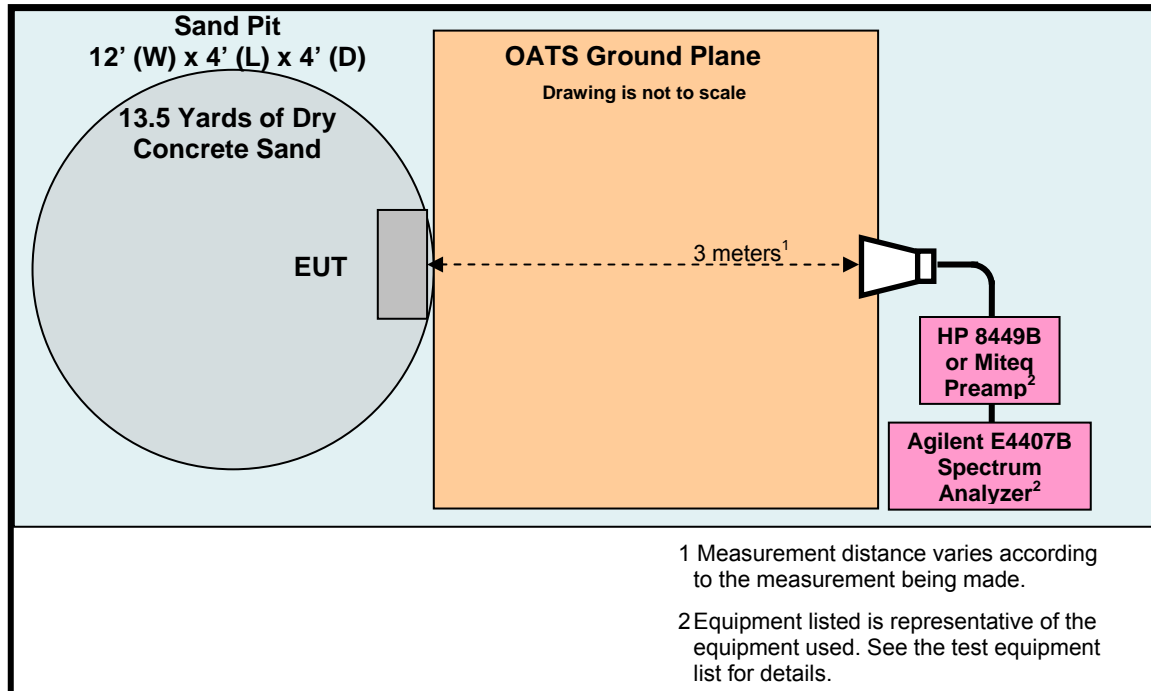 Sand Pit
12’ (W) x 4’ (L) x 4’ (D)
13.5 Yards of Dry
Concrete Sand
EUT
OATS Ground Plane
Drawing is not to scale
3 meters¹
HP 8449B
or Miteq
Preamp²
Agilent E4407B
Spectrum
Analyzer²
1 Measurement distance varies according
to the measurement being made.
2 Equipment listed is representative of the
equipment used. See the test equipment
list for details.